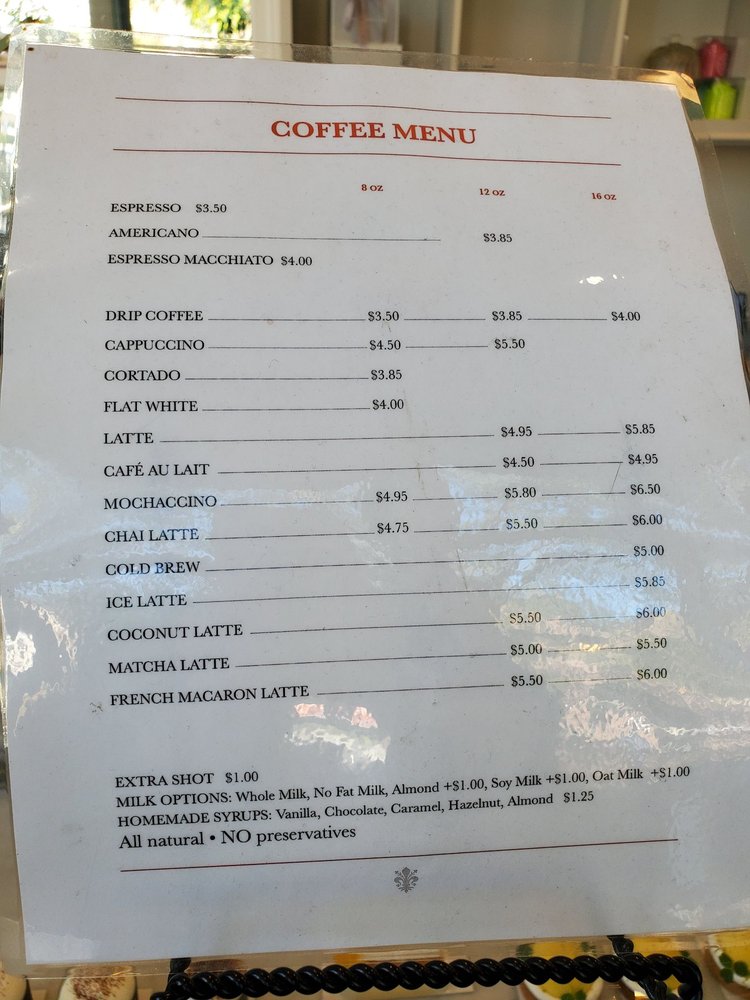 COFFEE MENU
8 OZ 12 OZ 16 OZ
ESPRESSO $3.50
AMERICANO $3.85
ESPRESSO MACCHIATO $4.00
DRIP COFFEE $3.50 $3.85 $4.00
CAPPUCCINO $4.50 $5.50
CORTADO $3.85
FLAT WHITE $4.00
LATTE $4.95 $5.85
CAFÉ AU LAIT $4.50 $4.95
MOCHACCINO $4.95 $5.80 $6.50
CHAI LATTE $4.75 $5.50 $6.00
COLD BREW $5.00
ICE LATTE $5.85
COCONUT LATTE $5.50 $6.00
MATCHA LATTE $5.00 $5.50
FRENCH MACARON LATTE $5.50 $6.00
EXTRA SHOT $1.00
MILK OPTIONS: Whole Milk, No Fat Milk, Almond +$1.00, Soy Milk +$1.00, Oat Milk +$1.00
HOMEMADE SYRUPS: Vanilla, Chocolate, Caramel, Hazelnut, Almond $1.25
All natural • NO preservatives